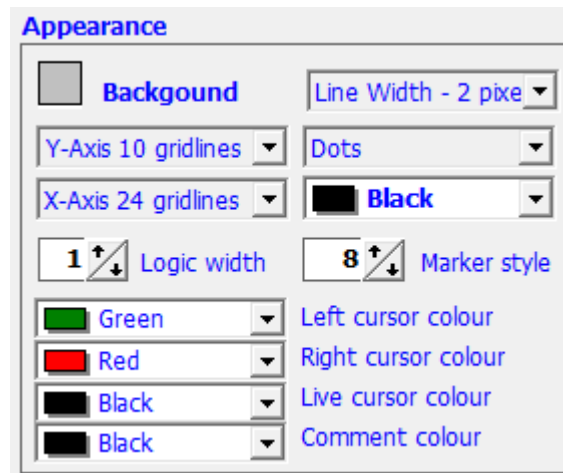 Appearance
Backgound Line Width - 2 pixe
Y-Axis 10 gridlines Dots
X-Axis 24 gridlines Black
1 Logic width 8 Marker style
Green Left cursor colour
Red Right cursor colour
Black Live cursor colour
Black Comment colour